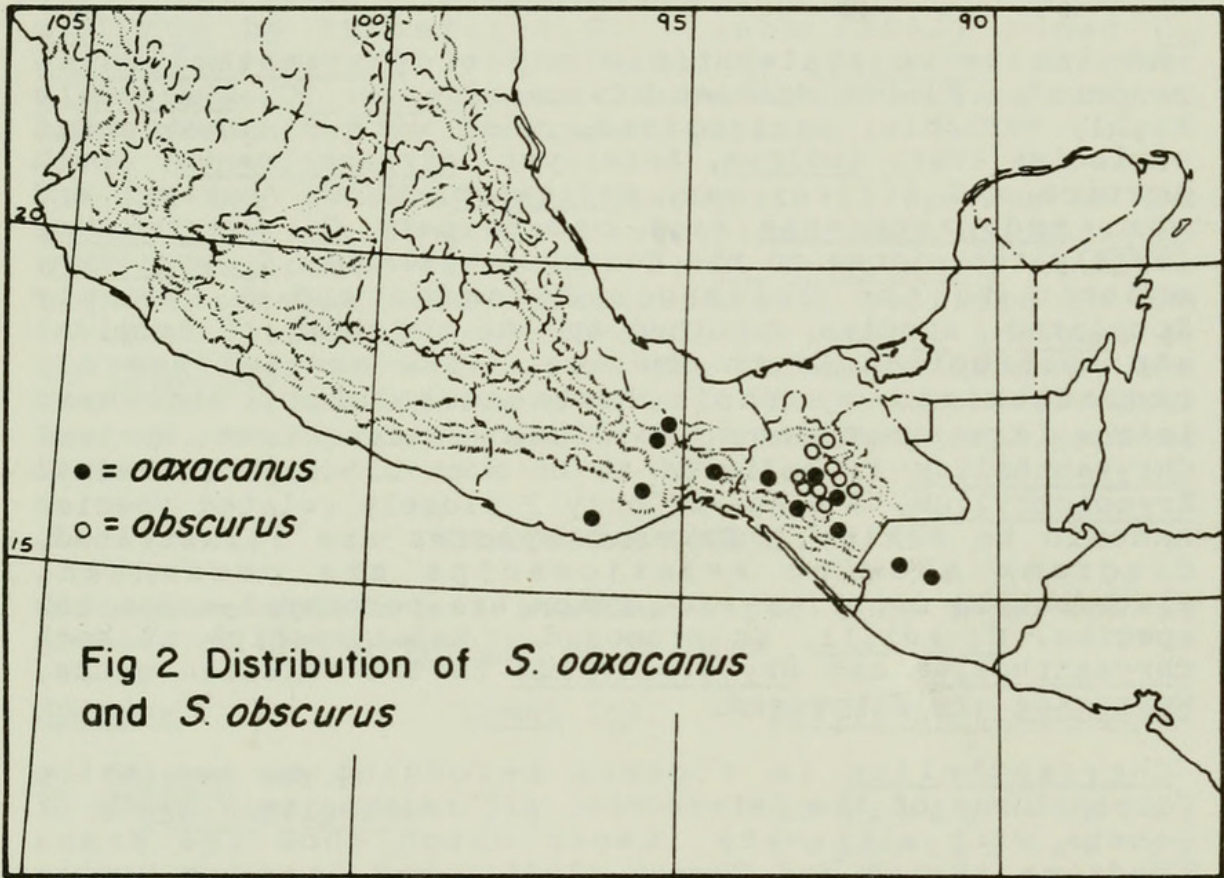 105 100 95 90
20
● = oaxacanus
○ = obscurus
15
Fig 2 Distribution of S. oaxacanus
and S. obscurus